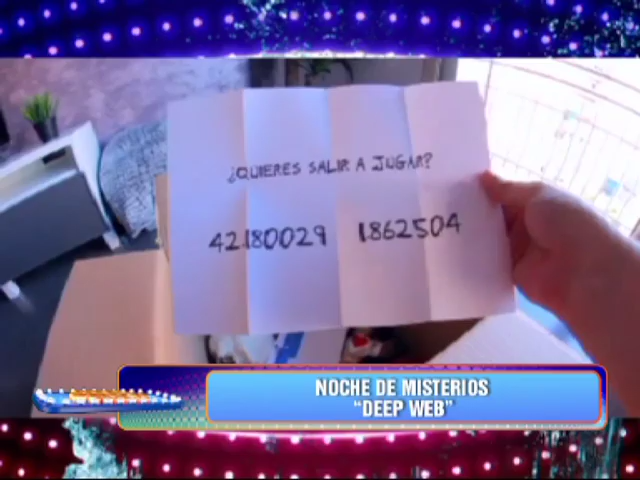 ¿QUIERES SALIR A JUGAR?
42180029 1862504
NOCHE DE MISTERIOS
“DEEP WEB”